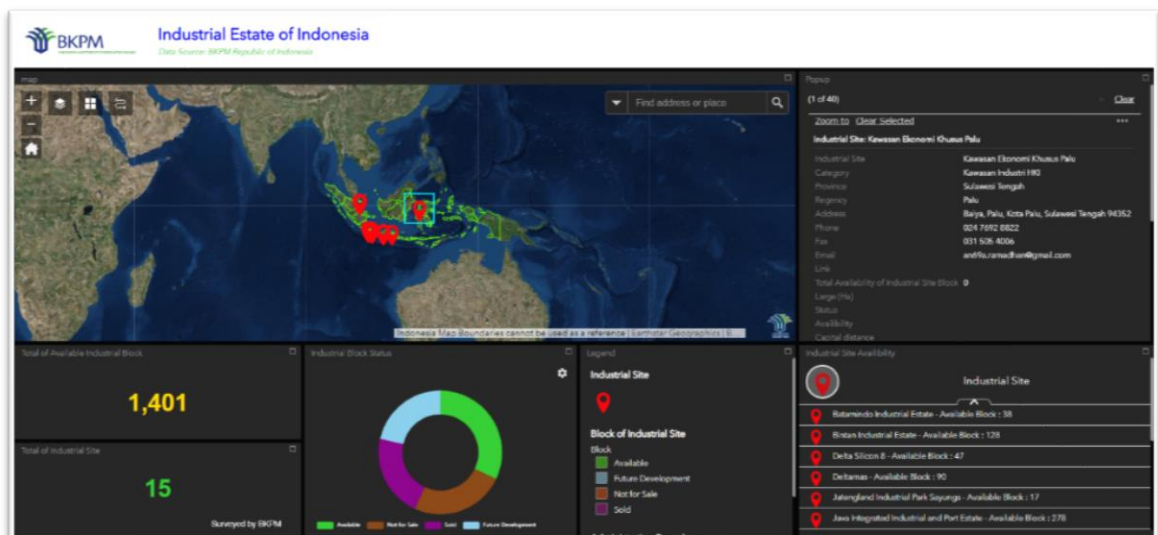 BKPM
Industrial Estate of Indonesia
Data Source: BKPM Republic of Indonesia
map
Find address or place
Indonesia Map Boundaries cannot be used as a reference | Earthstar Geographics | E...
Popup
(1 of 40)
Clear
Zoom to Clear Selected
Industrial Site: Kawasan Ekonomi Khusus Palu
Industrial Site Kawasan Ekonomi Khusus Palu
Category Kawasan Industri HKI
Province Sulawesi Tengah
Regency Palu
Address Baiya, Palu, Kota Palu, Sulawesi Tengah 94352
Phone 024 7692 8822
Fax 031 505 4006
Email
Link
Total Availability of Industrial Site Block 0
Large (Ha)
Status
Availibility
Capital distance
Total of Available Industrial Block
1,401
Total of Industrial Site
15
Surveyed by BKPM
Industrial Block Status
Available Not for Sale Sold Future Development
Legend
Industrial Site
Block of Industrial Site
Block
Available
Future Development
Not for Sale
Sold
Industrial Site Availibility
Industrial Site
Batamindo Industrial Estate - Available Block : 38
Bintan Industrial Estate - Available Block : 128
Delta Silicon 8 - Available Block : 47
Deltamas - Available Block : 90
Jatengland Industrial Park Sayung - Available Block : 17
Java Integrated Industrial and Port Estate - Available Block : 278